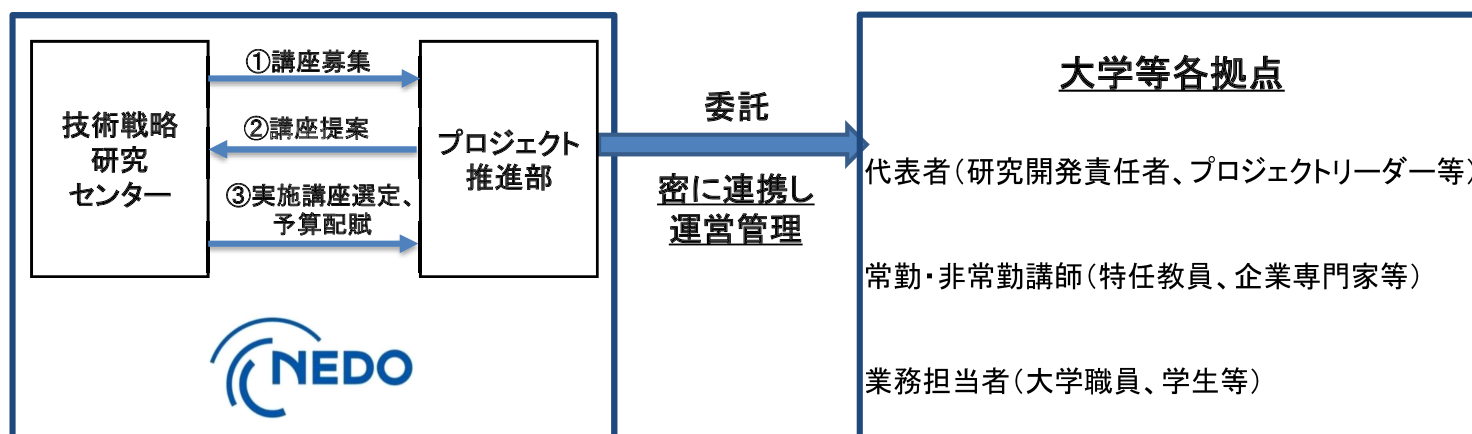 技術戦略
研究
センター
①講座募集
②講座提案
③実施講座選定、
予算配賦
プロジェクト
推進部
NEDO
委託
密に連携し
運営管理
大学等各拠点
代表者(研究開発責任者、プロジェクトリーダー等)
常勤・非常勤講師(特任教員、企業専門家等)
業務担当者(大学職員、学生等)